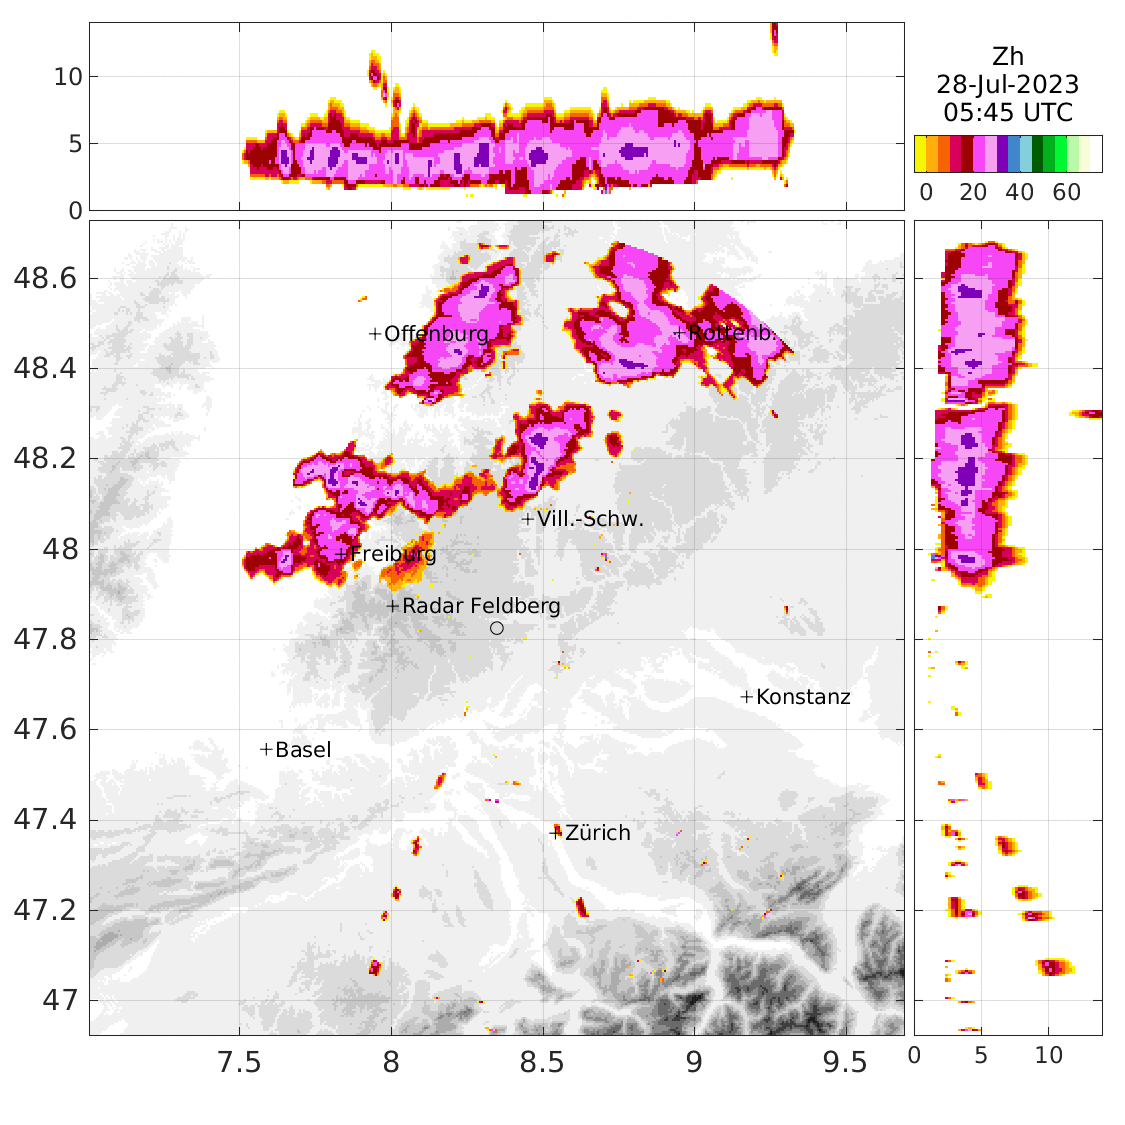 10
5
0
Zh
28-Jul-2023
05:45 UTC
0 20 40 60
48.6
48.4
48.2
48
47.8
47.6
47.4
47.2
47
Offenburg
Rottenb.
Vill.-Schw.
Freiburg
Radar Feldberg
Konstanz
Basel
Zürich
7.5 8 8.5 9 9.5
0 5 10